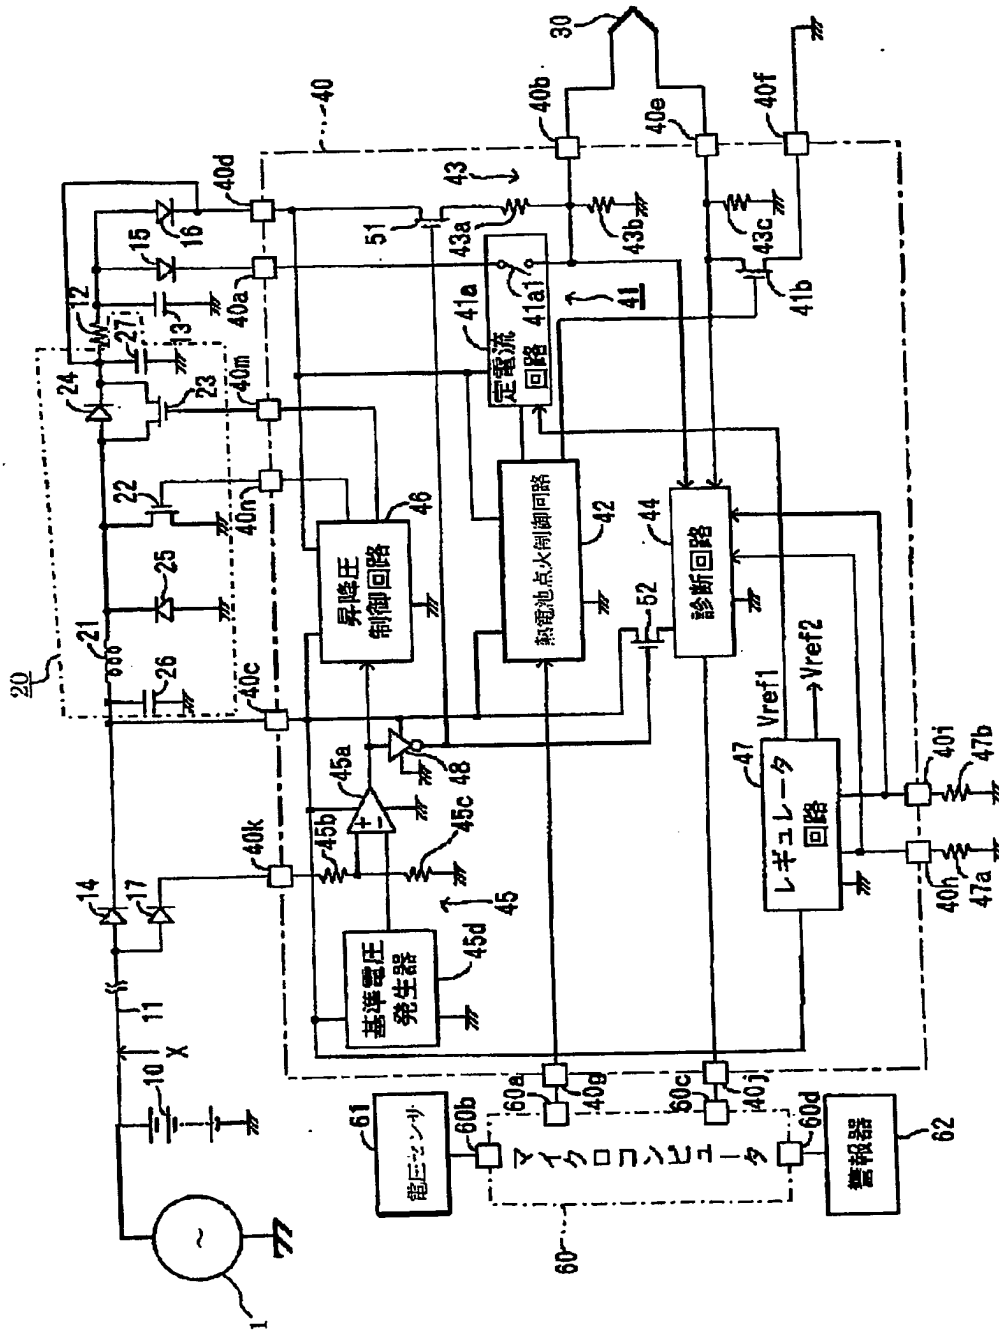 1
10
X
11
14
17
20
26
21
25
22
24
23
27
12
13
15
16
40
40k
40c
40n
40m
40a
40d
40b
40e
40f
30
基準電圧
発生器
45d
45
45a
45b
45c
48
昇降圧
制御回路
46
51
43
43a
43b
43c
定電流
回路
41a
41a1
41
41b
熱電池点火制御回路
42
診断回路
44
52
レギュレータ
回路
47
Vref1
Vref2
40h
47a
40i
47b
40g
40j
電圧センサ
61
60b
60a
60c
60d
マイクロコンピュータ
60
警報器
62